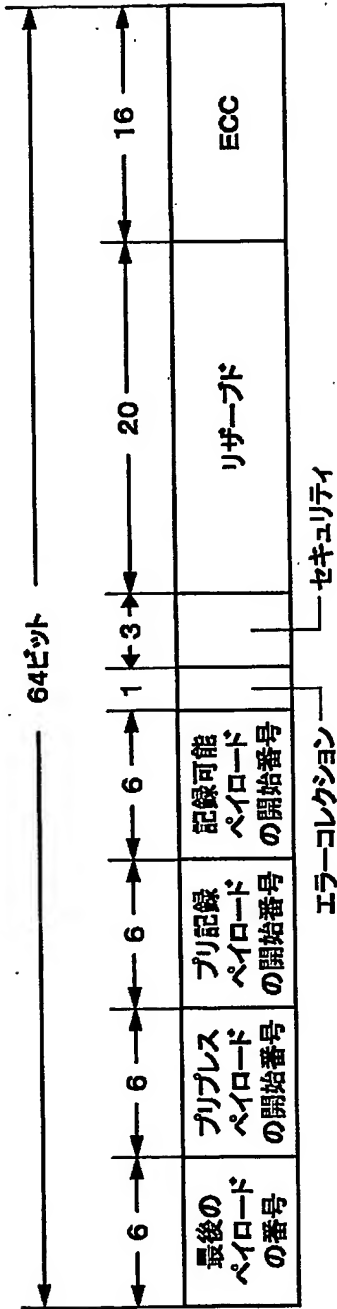 64ビット
6
6
6
6
1
3
20
16
最後の
ペイロード
の番号
プリプレス
ペイロード
の開始番号
プリ記録
ペイロード
の開始番号
記録可能
ペイロード
の開始番号
リザーブド
ECC
エラーコレクション
セキュリティ